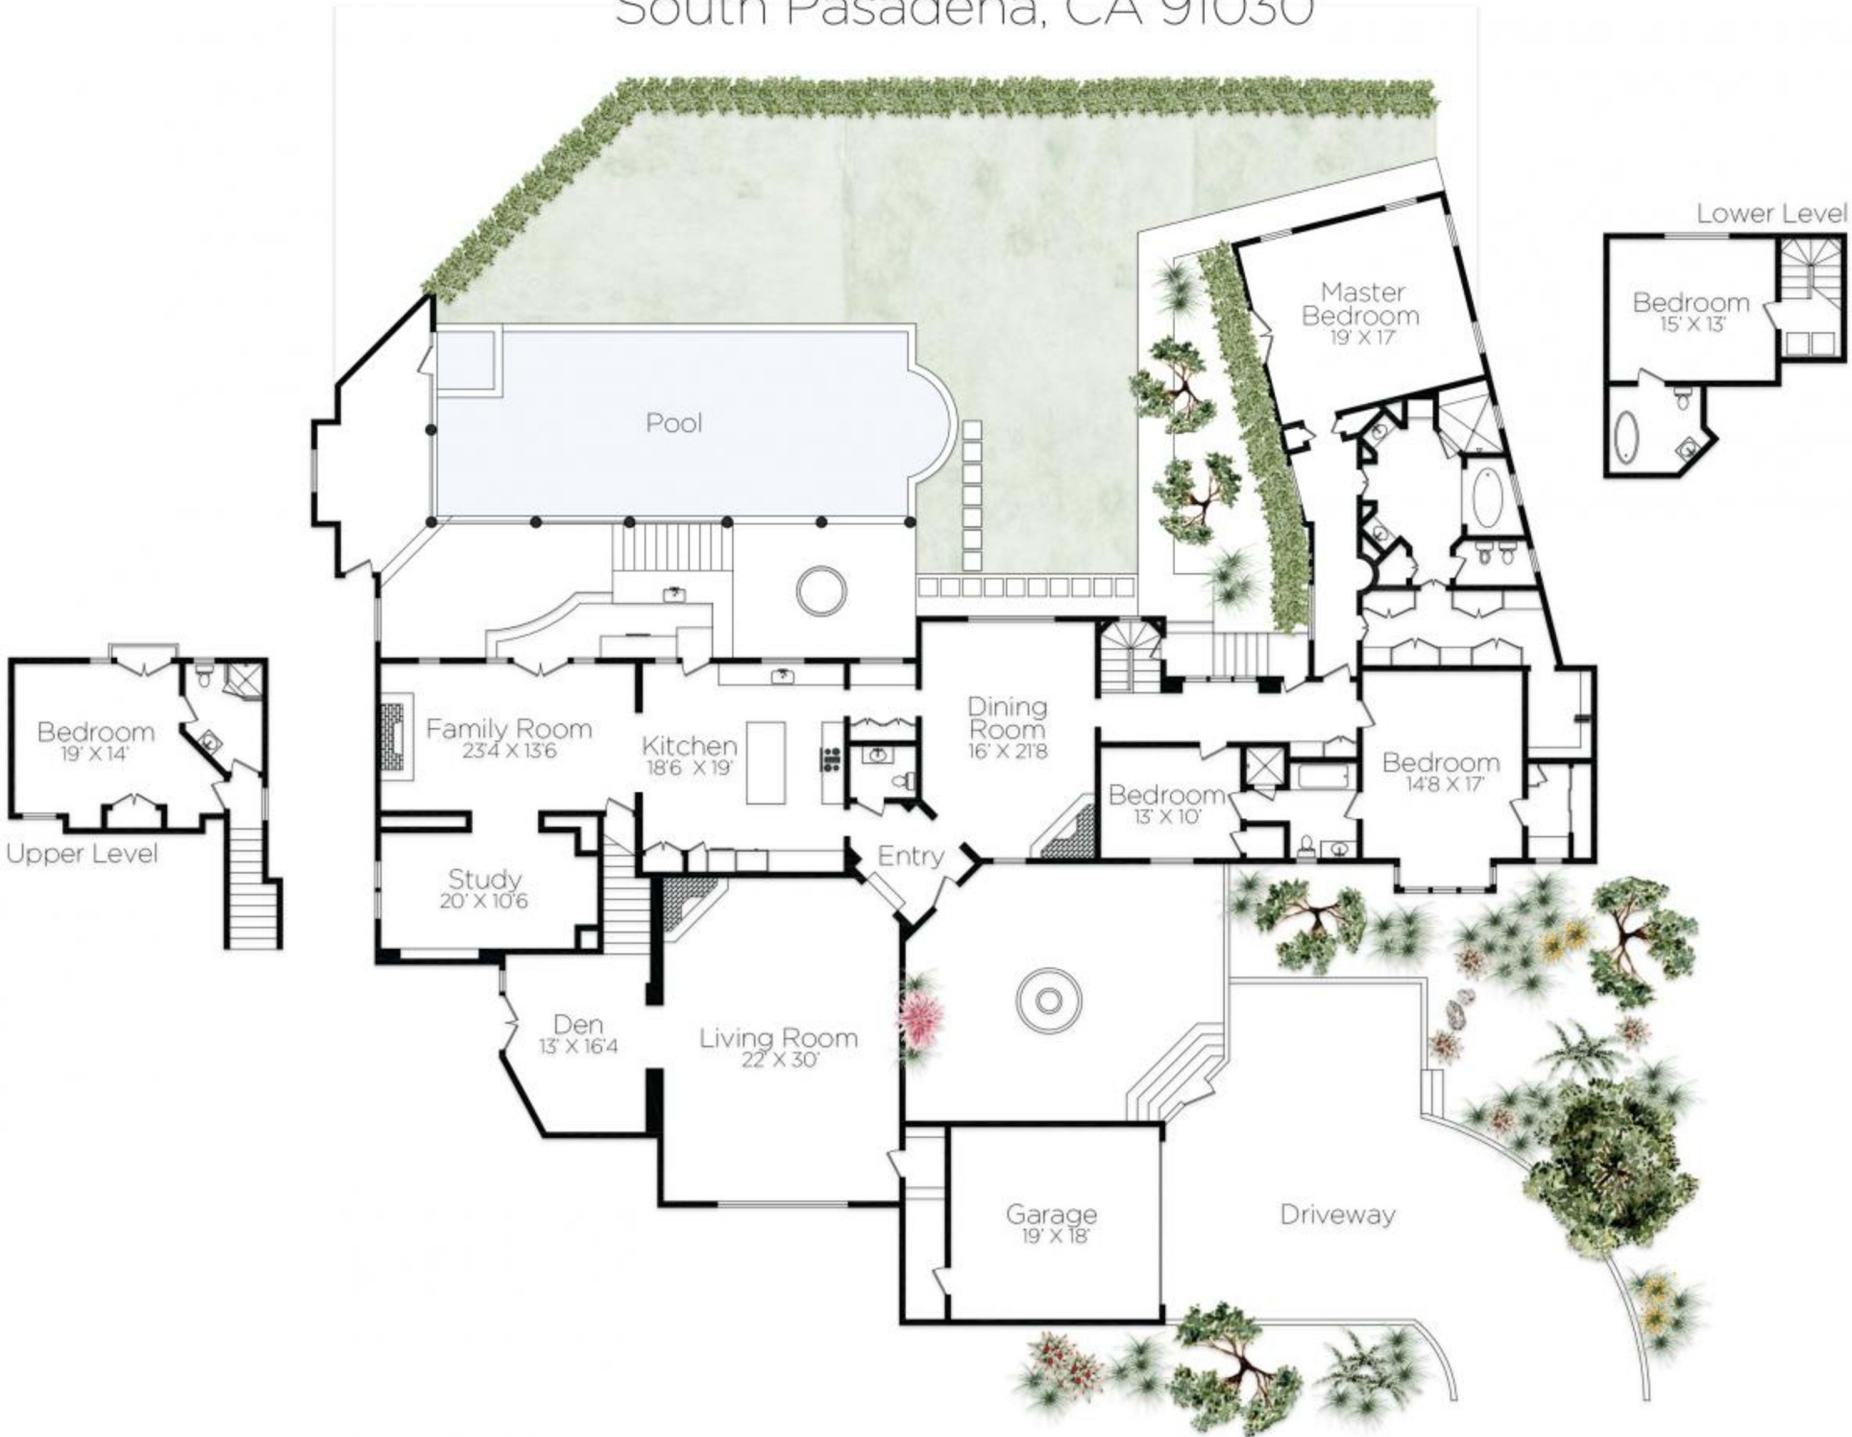 South Pasadena, CA 91030
Lower Level
Bedroom
15' X 13'
Master
Bedroom
19' X 17'
Pool
Bedroom
19' X 14'
Upper Level
Family Room
23'4 X 13'6
Kitchen
18'6 X 19'
Dining
Room
16' X 21'8
Bedroom
13' X 10'
Bedroom
14'8 X 17'
Entry
Study
20' X 10'6
Den
13' X 16'4
Living Room
22' X 30'
Garage
19' X 18'
Driveway